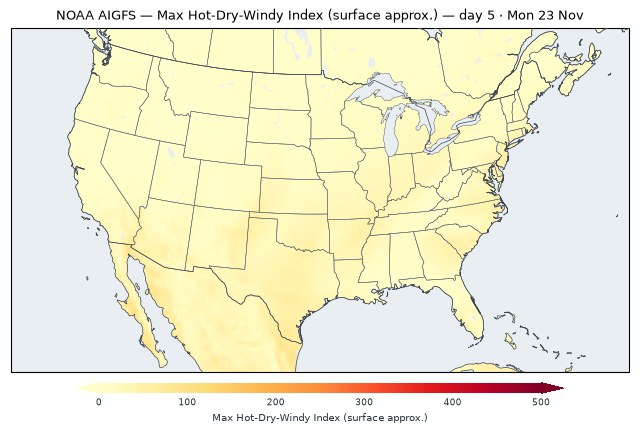 NOAA AIGFS — Max Hot-Dry-Windy Index (surface approx.) — day 5 · Mon 23 Nov
0 100 200 300 400 500
Max Hot-Dry-Windy Index (surface approx.)